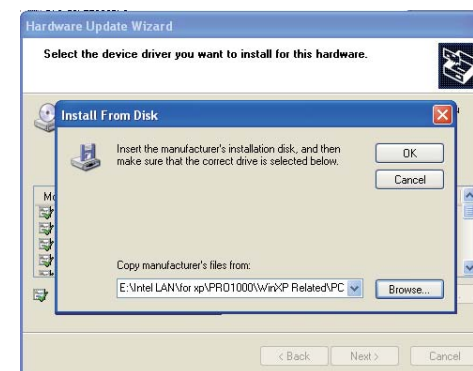 Hardware Update Wizard
Select the device driver you want to install for this hardware.
Install From Disk
Insert the manufacturer's installation disk, and then
make sure that the correct drive is selected below.
OK
Cancel
Copy manufacturer's files from:
E:\Intel LAN\for xp\PRO1000\WinXP Related\PC
Browse...
< Back
Next >
Cancel